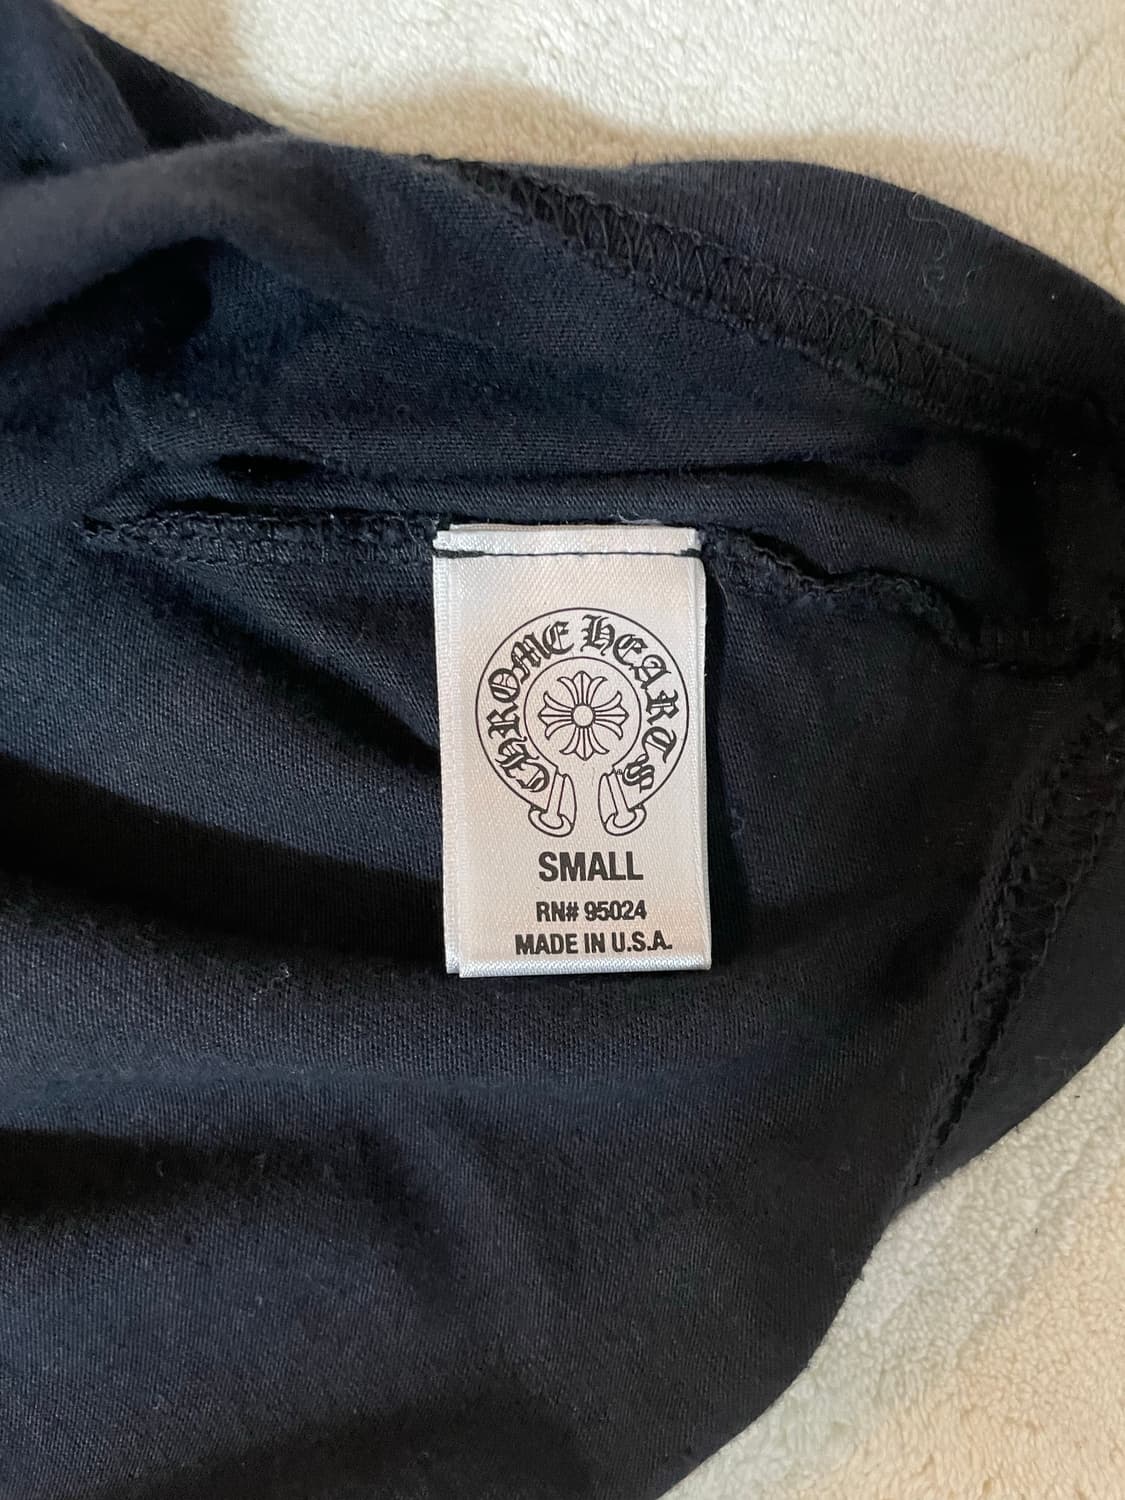 CHROME HEARTS
SMALL
RN# 95024
MADE IN U.S.A.